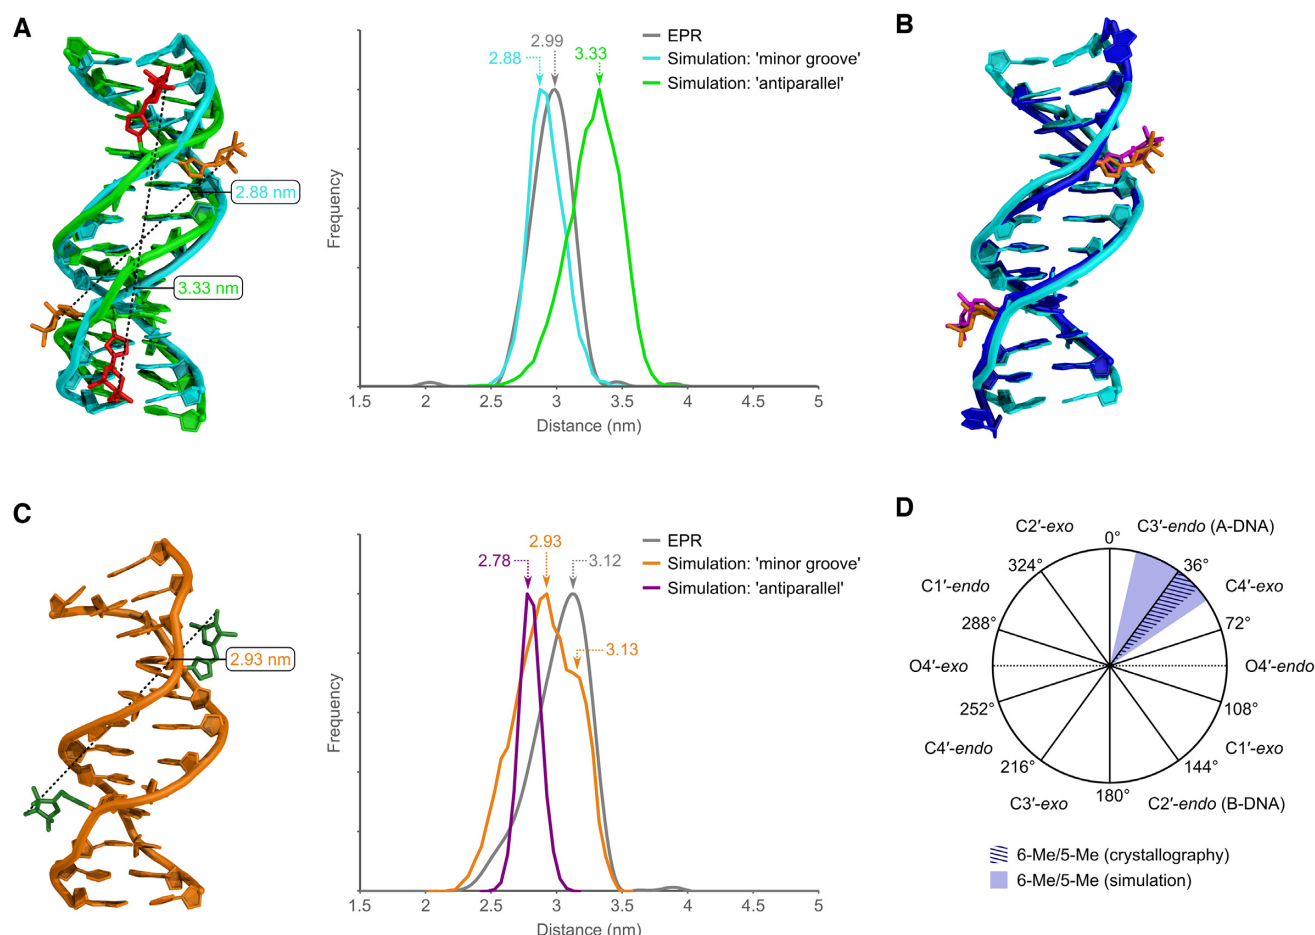 A
2.88 nm
3.33 nm
Frequency
2.88
2.99
3.33
EPR
Simulation: 'minor groove'
Simulation: 'antiparallel'
1.5 2 2.5 3 3.5 4 4.5 5
Distance (nm)
B
C
2.93 nm
Frequency
2.78
2.93
3.12
3.13
EPR
Simulation: 'minor groove'
Simulation: 'antiparallel'
1.5 2 2.5 3 3.5 4 4.5 5
Distance (nm)
D
C2′-exo
0°
C3′-endo (A-DNA)
324°
36°
C1′-endo
C4′-exo
288°
72°
O4′-exo
O4′-endo
252°
108°
C4′-endo
C1′-exo
216°
144°
C3′-exo
180°
C2′-endo (B-DNA)
6-Me/5-Me (crystallography)
6-Me/5-Me (simulation)